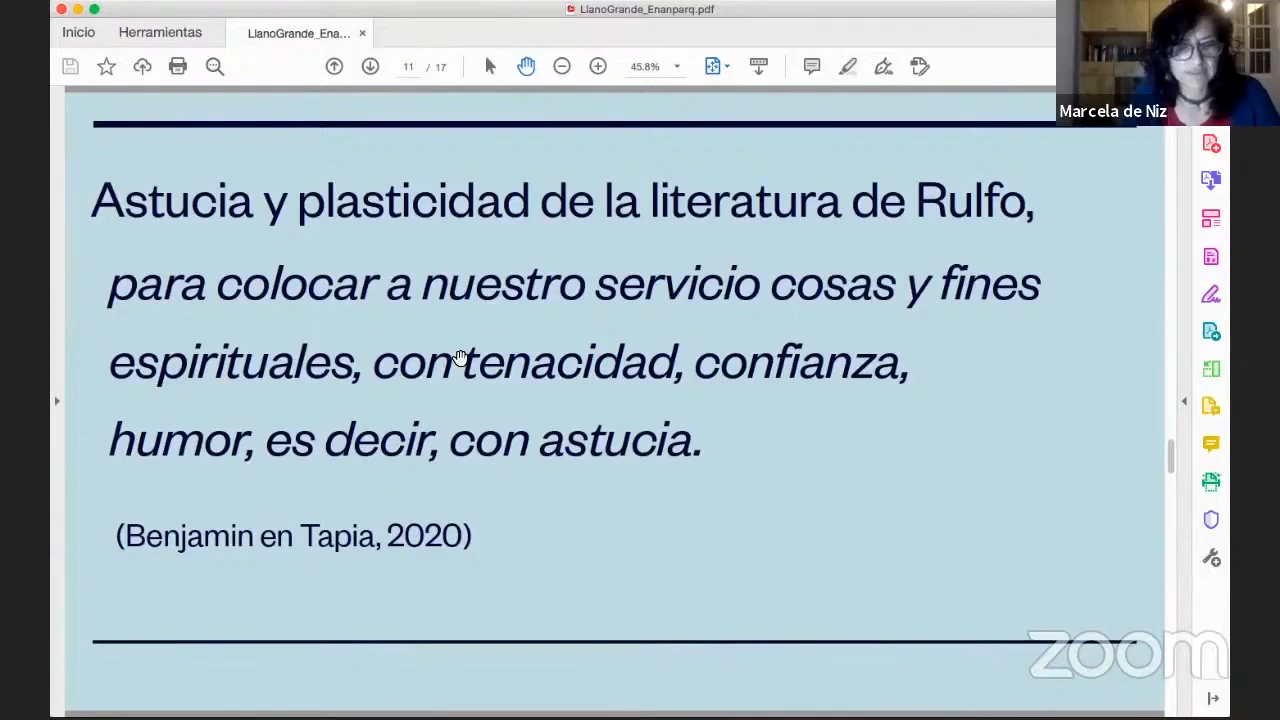 LlanoGrande_Enanparq.pdf
Inicio
Herramientas
LlanoGrande_Ena...
11 / 17
45.8%
Marcela de Niz
Astucia y plasticidad de la literatura de Rulfo,
para colocar a nuestro servicio cosas y fines
espirituales, con tenacidad, confianza,
humor, es decir, con astucia.
(Benjamin en Tapia, 2020)
zoom